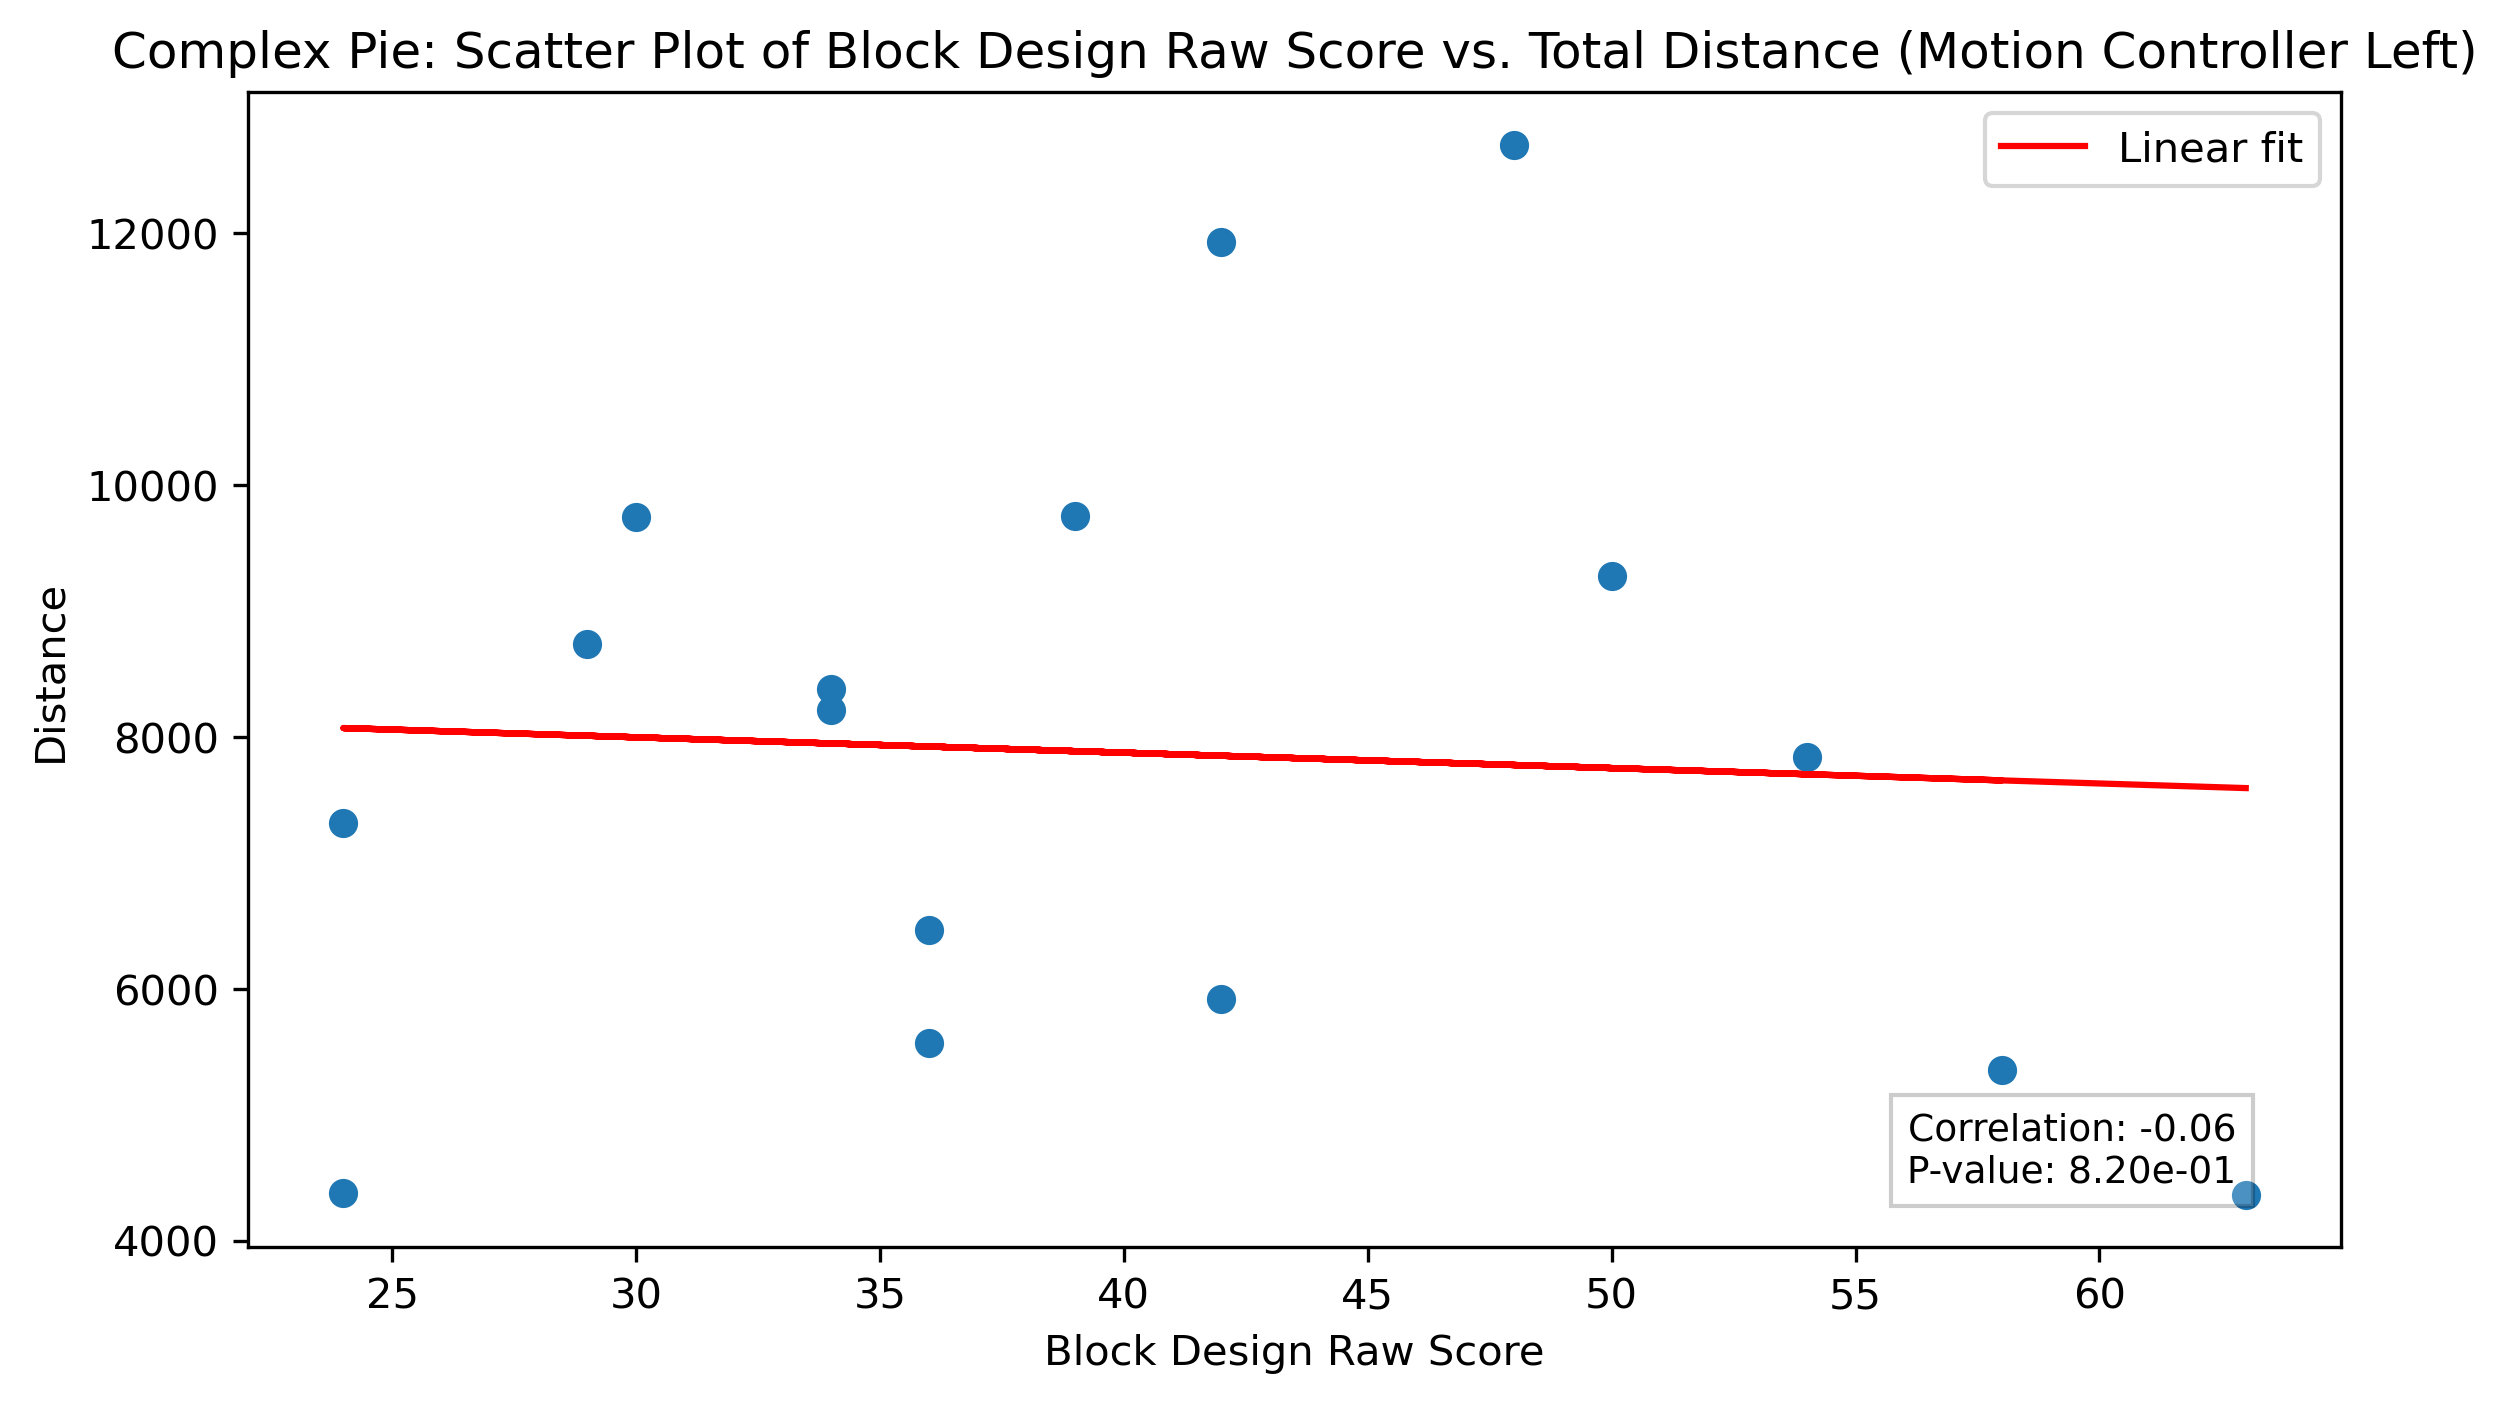 Complex Pie: Scatter Plot of Block Design Raw Score vs. Total Distance (Motion Controller Left)
Linear fit
12000
10000
8000
6000
4000
Distance
Correlation: -0.06
P-value: 8.20e-01
25 30 35 40 45 50 55 60
Block Design Raw Score